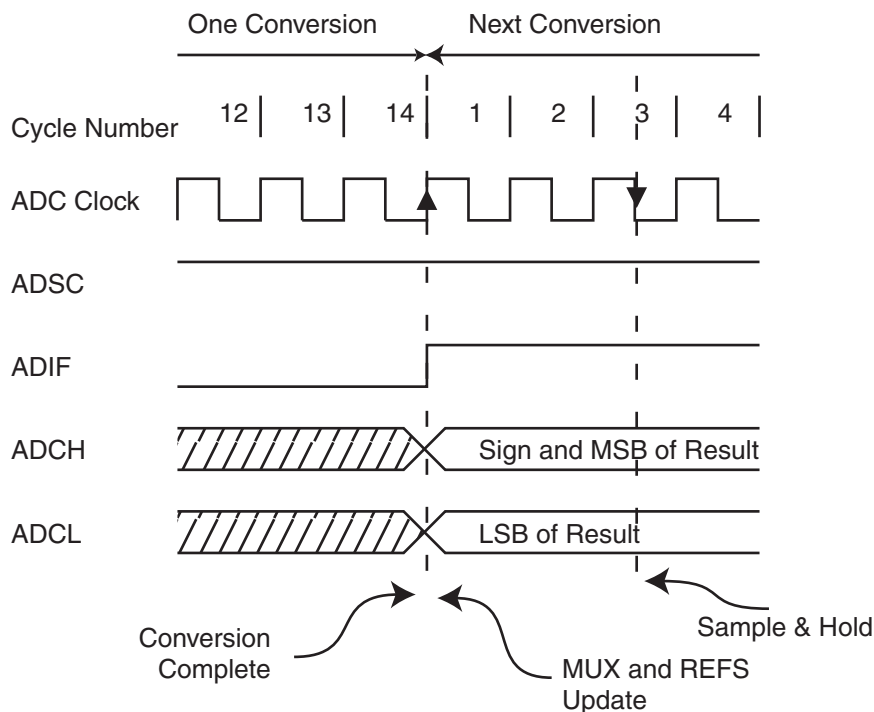 One Conversion Next Conversion
Cycle Number 12 13 14 1 2 3 4
ADC Clock
ADSC
ADIF
ADCH Sign and MSB of Result
ADCL LSB of Result
Conversion
Complete
MUX and REFS
Update
Sample & Hold